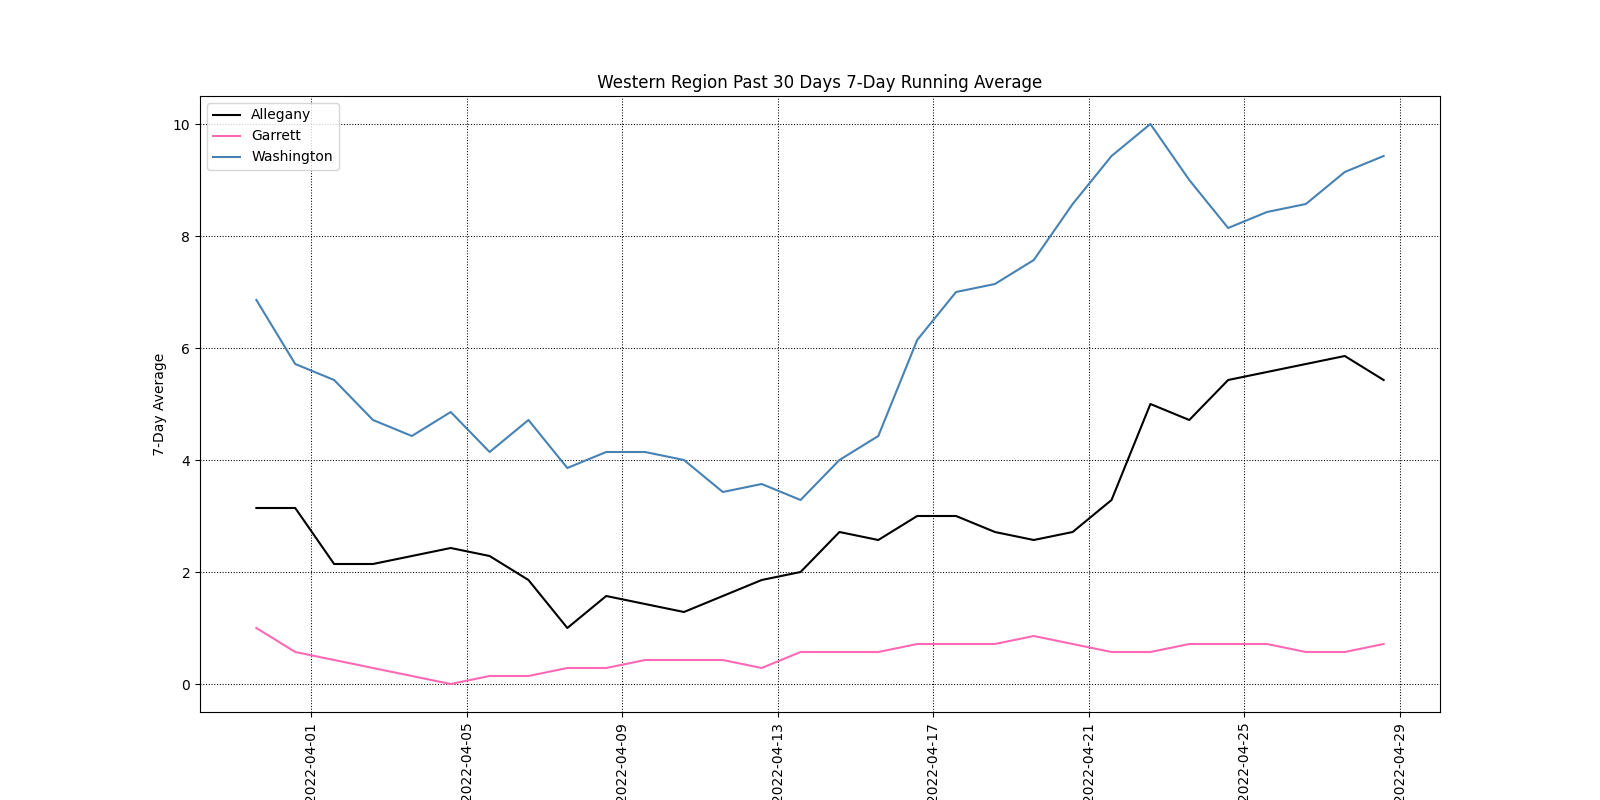 Western Region Past 30 Days 7-Day Running Average
Allegany
Garrett
Washington
7-Day Average
10
8
6
4
2
0
2022-04-01
2022-04-05
2022-04-09
2022-04-13
2022-04-17
2022-04-21
2022-04-25
2022-04-29